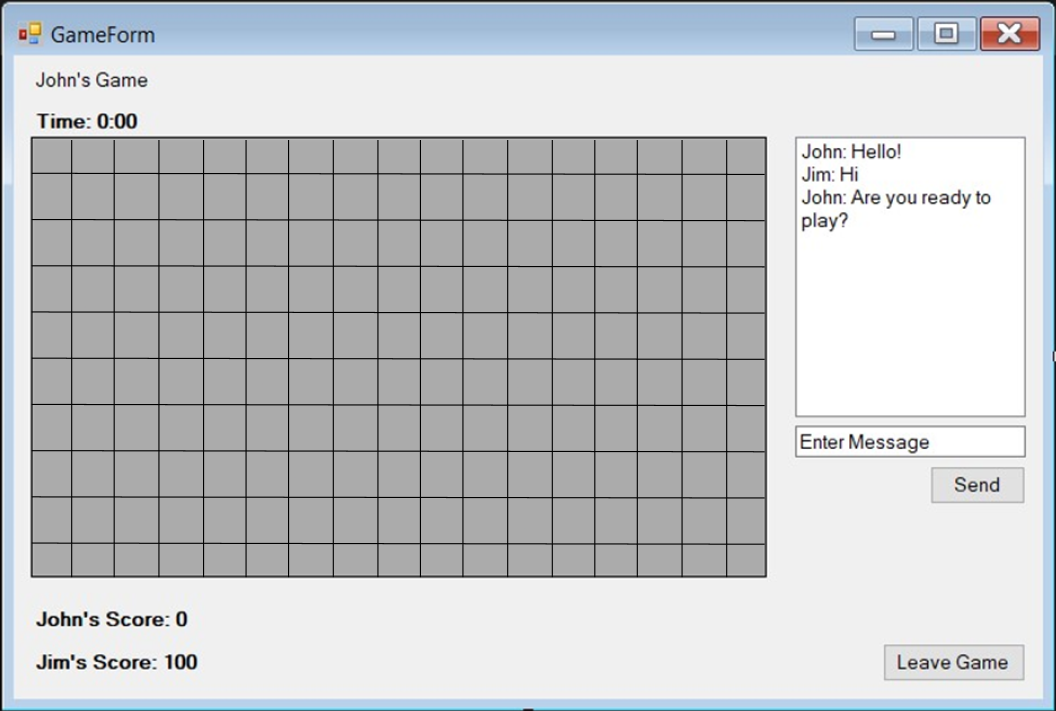 GameForm
John's Game
Time: 0:00
John: Hello!
Jim: Hi
John: Are you ready to
play?
Enter Message
Send
John's Score: 0
Jim's Score: 100
Leave Game